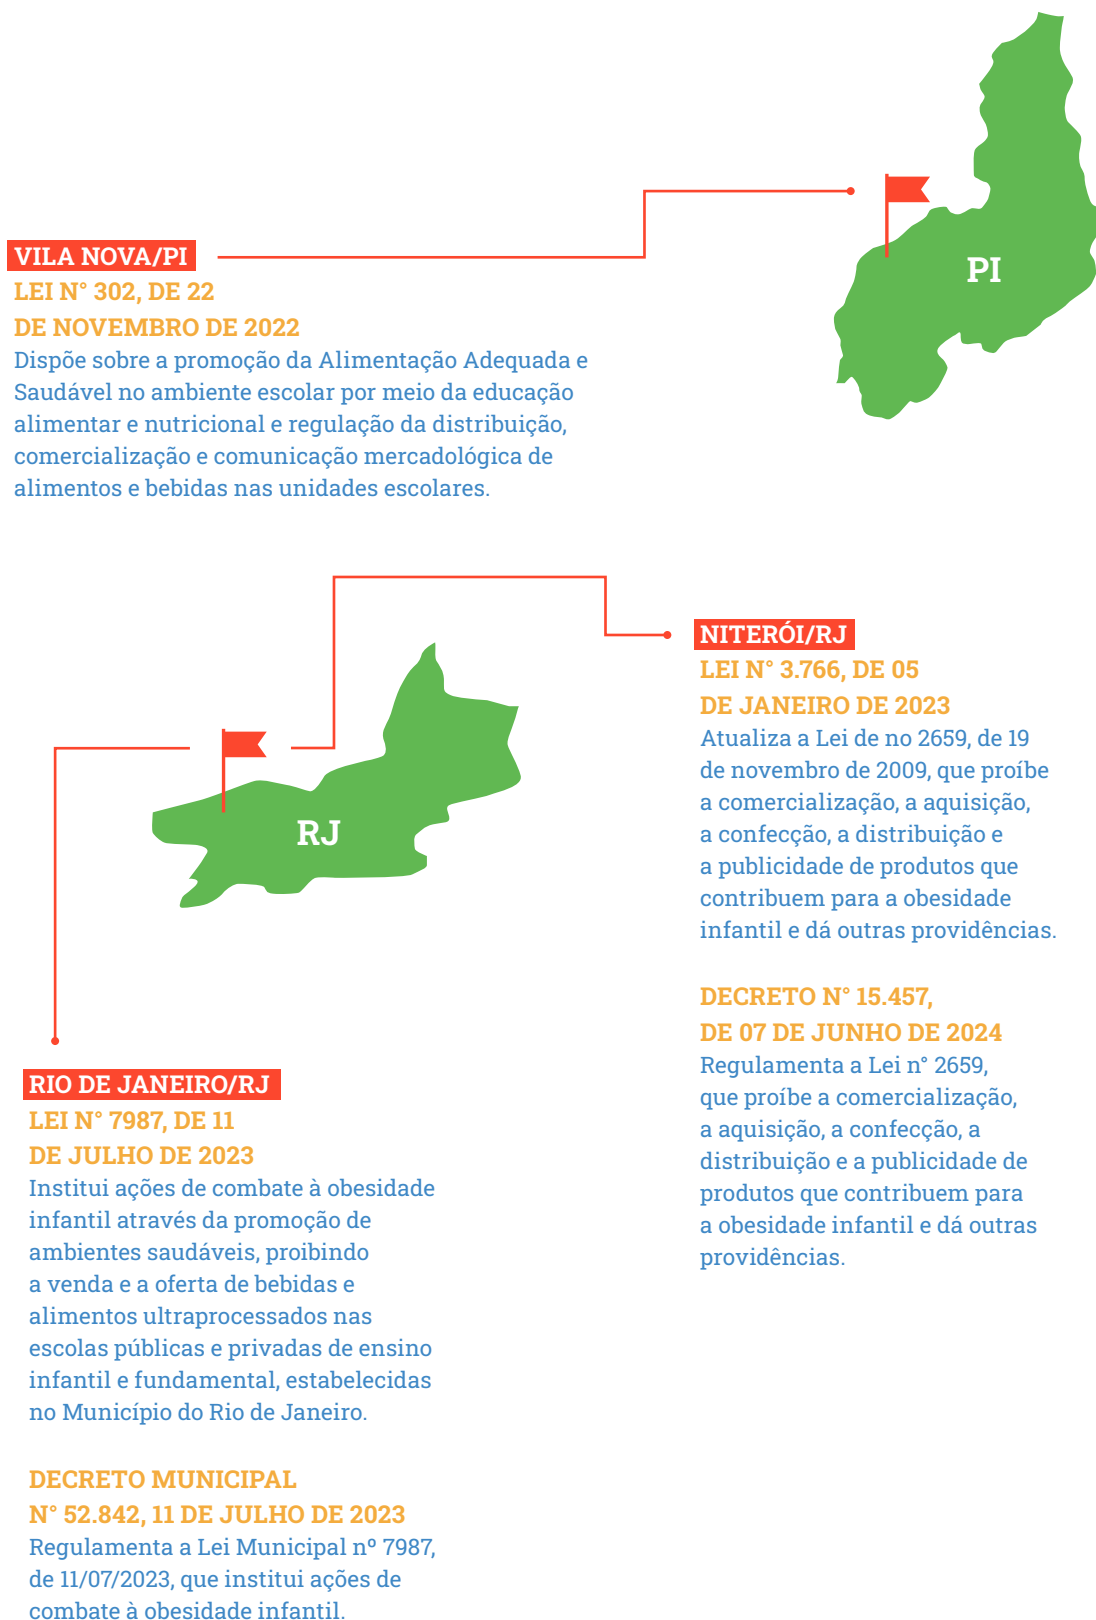 PI
VILA NOVA/PI
LEI N° 302, DE 22
DE NOVEMBRO DE 2022
Dispõe sobre a promoção da Alimentação Adequada e
Saudável no ambiente escolar por meio da educação
alimentar e nutricional e regulação da distribuição,
comercialização e comunicação mercadológica de
alimentos e bebidas nas unidades escolares.
RJ
NITERÓI/RJ
LEI N° 3.766, DE 05
DE JANEIRO DE 2023
Atualiza a Lei de no 2659, de 19
de novembro de 2009, que proíbe
a comercialização, a aquisição,
a confecção, a distribuição e
a publicidade de produtos que
contribuem para a obesidade
infantil e dá outras providências.
DECRETO N° 15.457,
DE 07 DE JUNHO DE 2024
Regulamenta a Lei n° 2659,
que proíbe a comercialização,
a aquisição, a confecção, a
distribuição e a publicidade de
produtos que contribuem para
a obesidade infantil e dá outras
providências.
RIO DE JANEIRO/RJ
LEI N° 7987, DE 11
DE JULHO DE 2023
Institui ações de combate à obesidade
infantil através da promoção de
ambientes saudáveis, proibindo
a venda e a oferta de bebidas e
alimentos ultraprocessados nas
escolas públicas e privadas de ensino
infantil e fundamental, estabelecidas
no Município do Rio de Janeiro.
DECRETO MUNICIPAL
N° 52.842, 11 DE JULHO DE 2023
Regulamenta a Lei Municipal nº 7987,
de 11/07/2023, que institui ações de
combate à obesidade infantil.